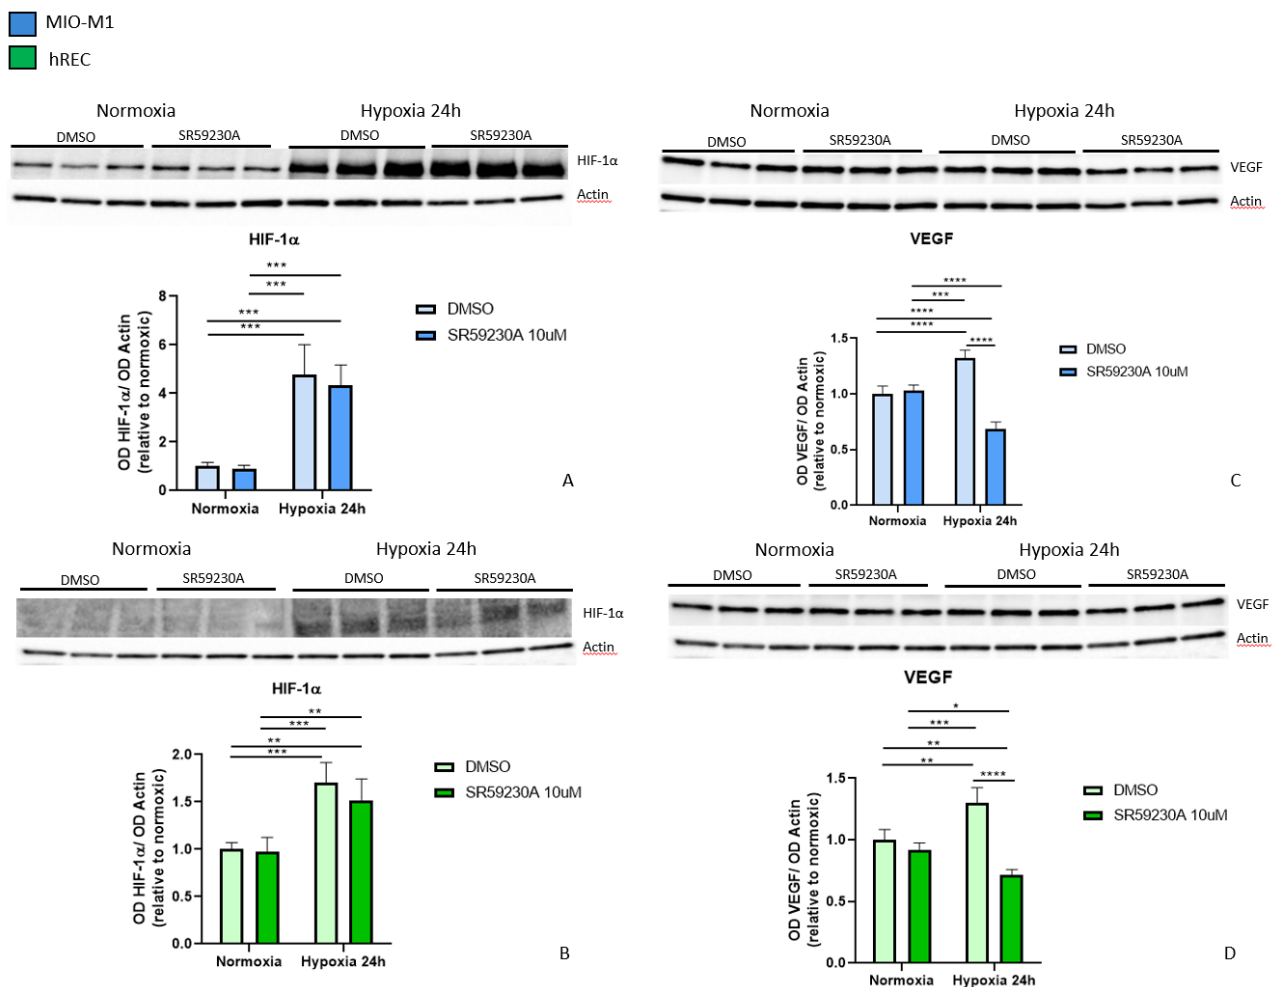 MIO-M1
hREC
Normoxia
Hypoxia 24h
DMSO
SR59230A
DMSO
SR59230A
HIF-1α
Actin
HIF-1α
***
***
***
***
8
6
4
2
0
OD HIF-1α/ OD Actin
(relative to normoxic)
Normoxia
Hypoxia 24h
DMSO
SR59230A 10uM
A
Normoxia
Hypoxia 24h
DMSO
SR59230A
DMSO
SR59230A
VEGF
Actin
VEGF
****
***
****
****
****
1.5
1.0
0.5
0.0
OD VEGF/ OD Actin
(relative to normoxic)
Normoxia
Hypoxia 24h
DMSO
SR59230A 10uM
C
Normoxia
Hypoxia 24h
DMSO
SR59230A
DMSO
SR59230A
HIF-1α
Actin
HIF-1α
**
***
**
***
2.0
1.5
1.0
0.5
0.0
OD HIF-1α/ OD Actin
(relative to normoxic)
Normoxia
Hypoxia 24h
DMSO
SR59230A 10uM
B
Normoxia
Hypoxia 24h
DMSO
SR59230A
DMSO
SR59230A
VEGF
Actin
VEGF
*
***
**
**
****
1.5
1.0
0.5
0.0
OD VEGF/ OD Actin
(relative to normoxic)
Normoxia
Hypoxia 24h
DMSO
SR59230A 10uM
D